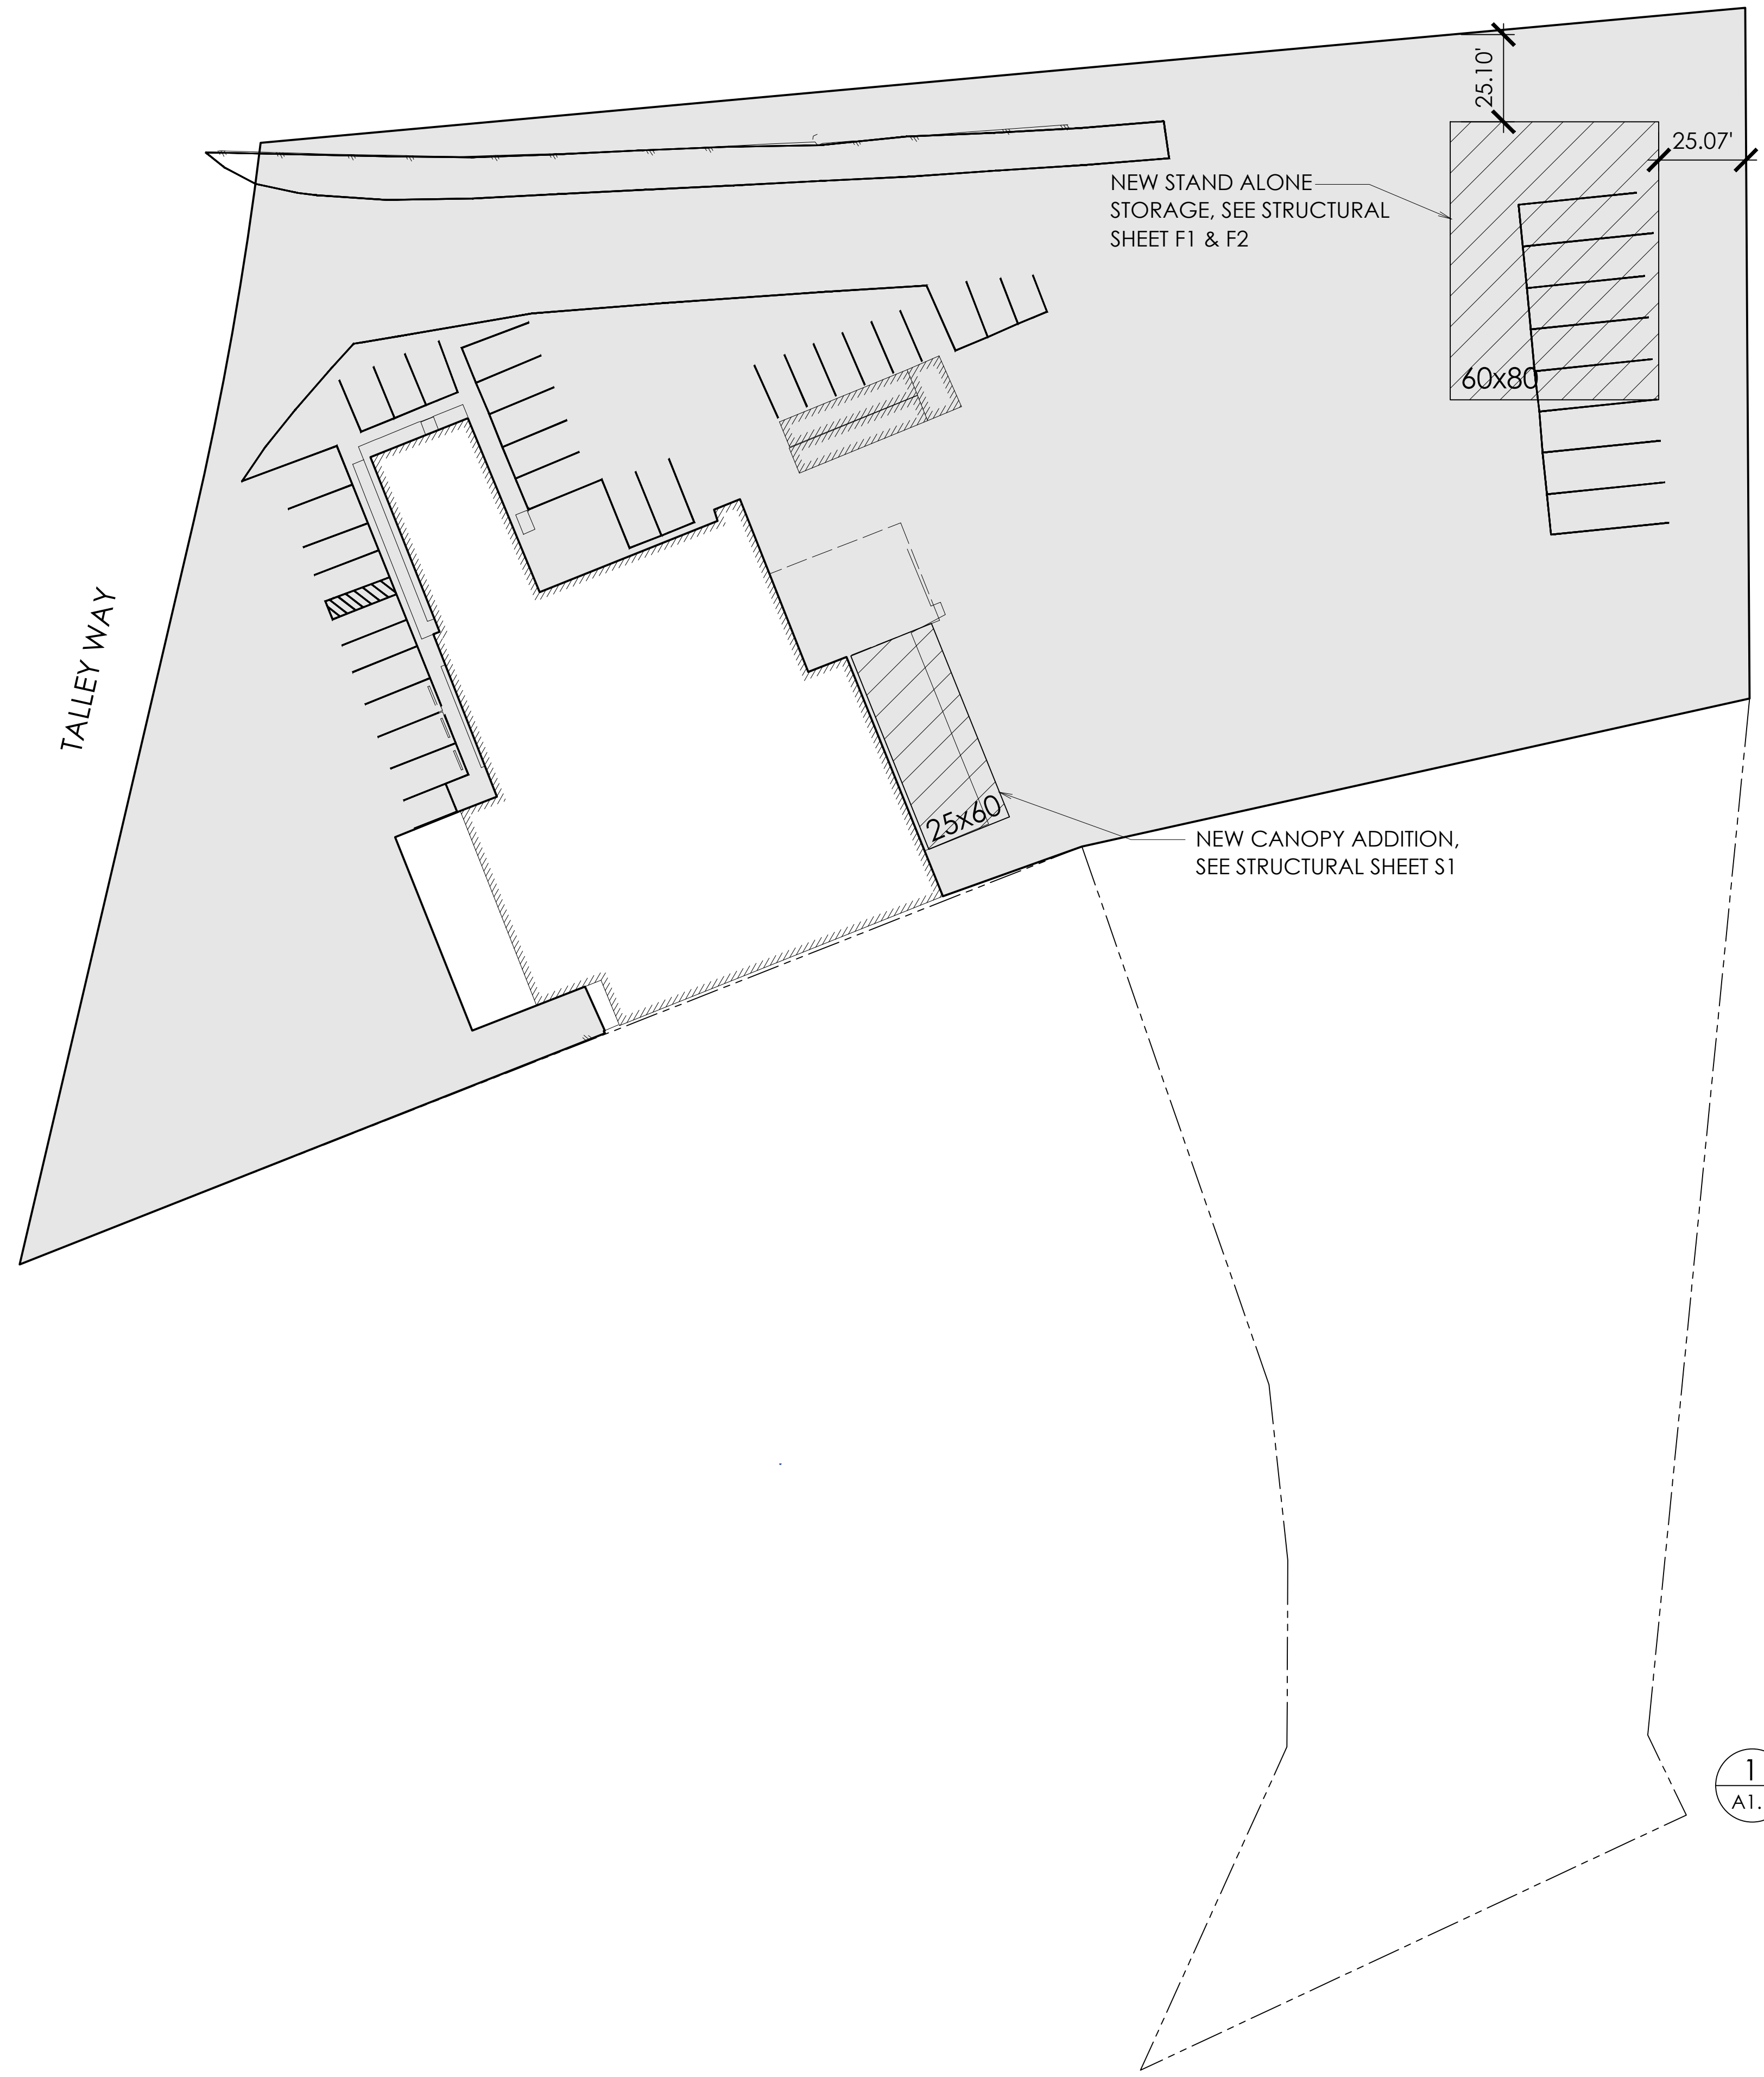 25.10'
25.07'
NEW STAND ALONE
STORAGE, SEE STRUCTURAL
SHEET F1 & F2
60x80
TALLEY WAY
25x60
NEW CANOPY ADDITION,
SEE STRUCTURAL SHEET S1
1
A1.